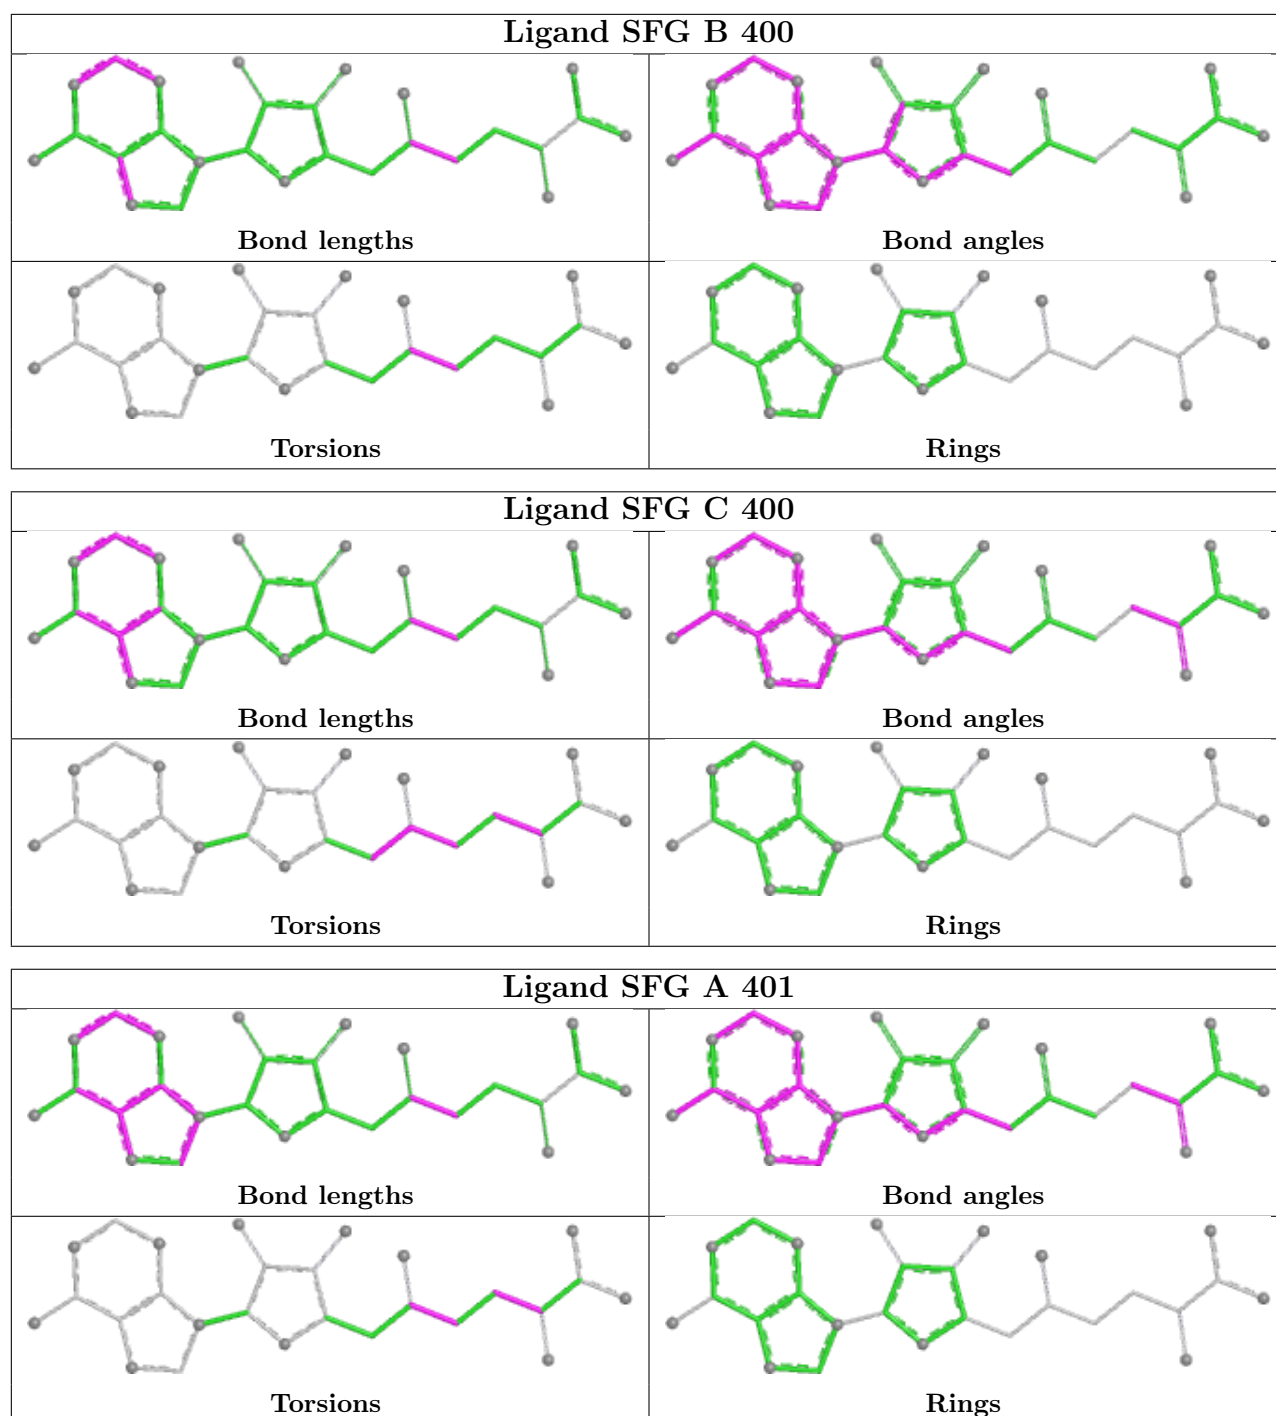 Ligand SFG B 400
Bond lengths
Bond angles
Torsions
Rings
Ligand SFG C 400
Bond lengths
Bond angles
Torsions
Rings
Ligand SFG A 401
Bond lengths
Bond angles
Torsions
Rings